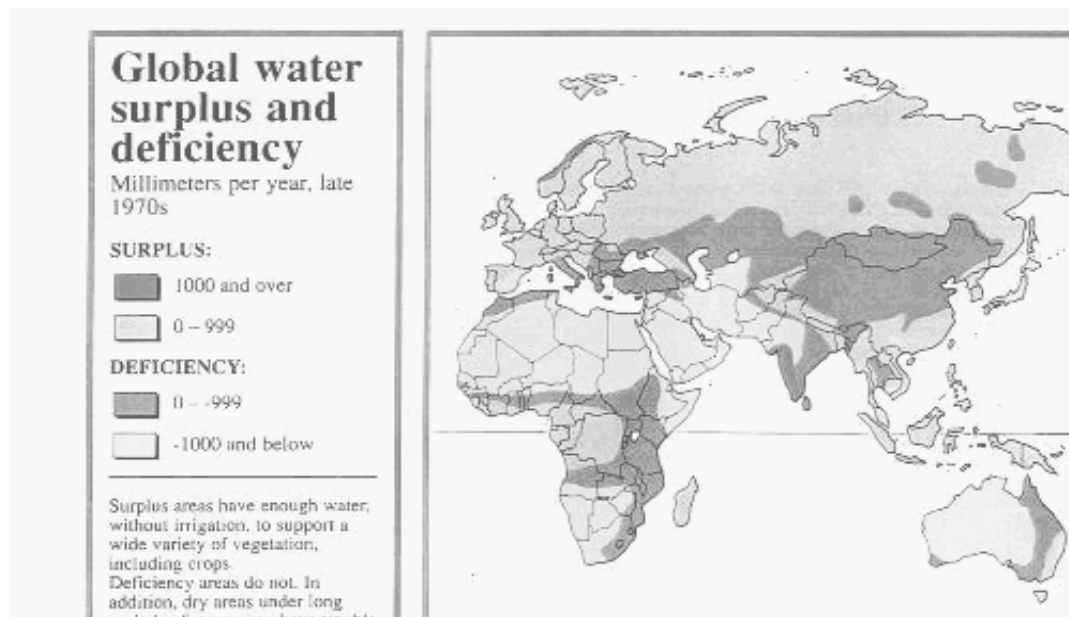 Global water
surplus and
deficiency
Millimeters per year, late
1970s
SURPLUS:
1000 and over
0 – 999
DEFICIENCY:
0 – -999
-1000 and below
Surplus areas have enough water,
without irrigation, to support a
wide variety of vegetation,
including crops.
Deficiency areas do not. In
addition, dry areas under long